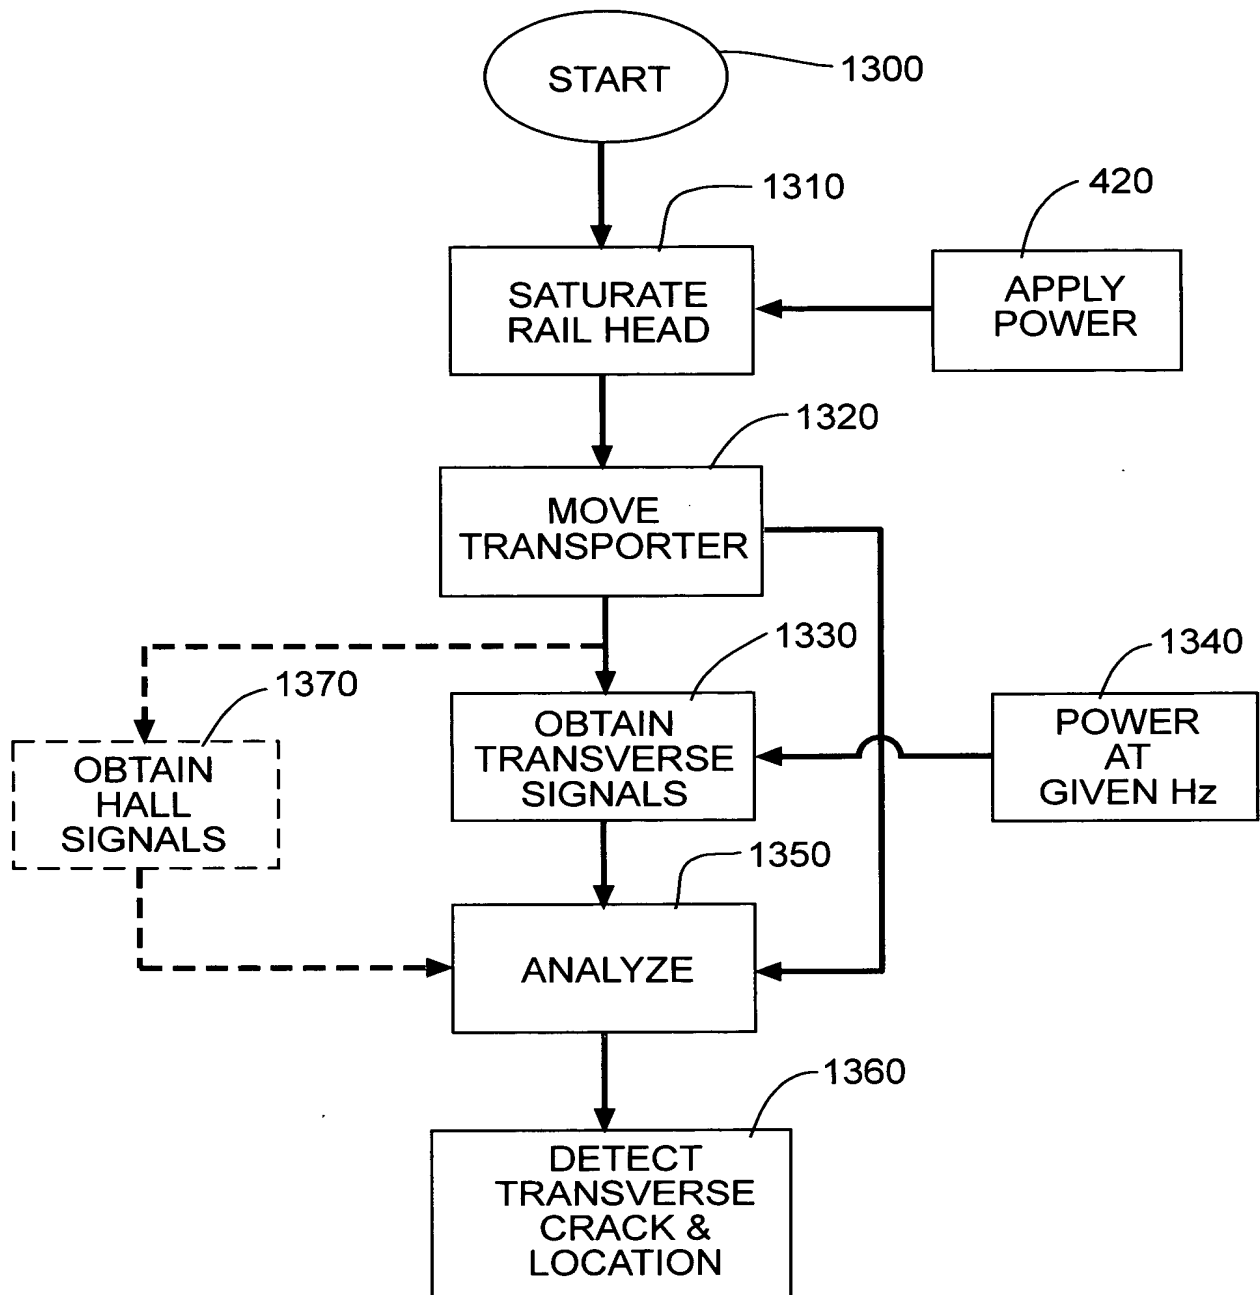 START
1300
1310
420
SATURATE
RAIL HEAD
APPLY
POWER
1320
MOVE
TRANSPORTER
1330
1340
1370
OBTAIN
TRANSVERSE
SIGNALS
POWER
AT
GIVEN Hz
OBTAIN
HALL
SIGNALS
1350
ANALYZE
1360
DETECT
TRANSVERSE
CRACK &
LOCATION